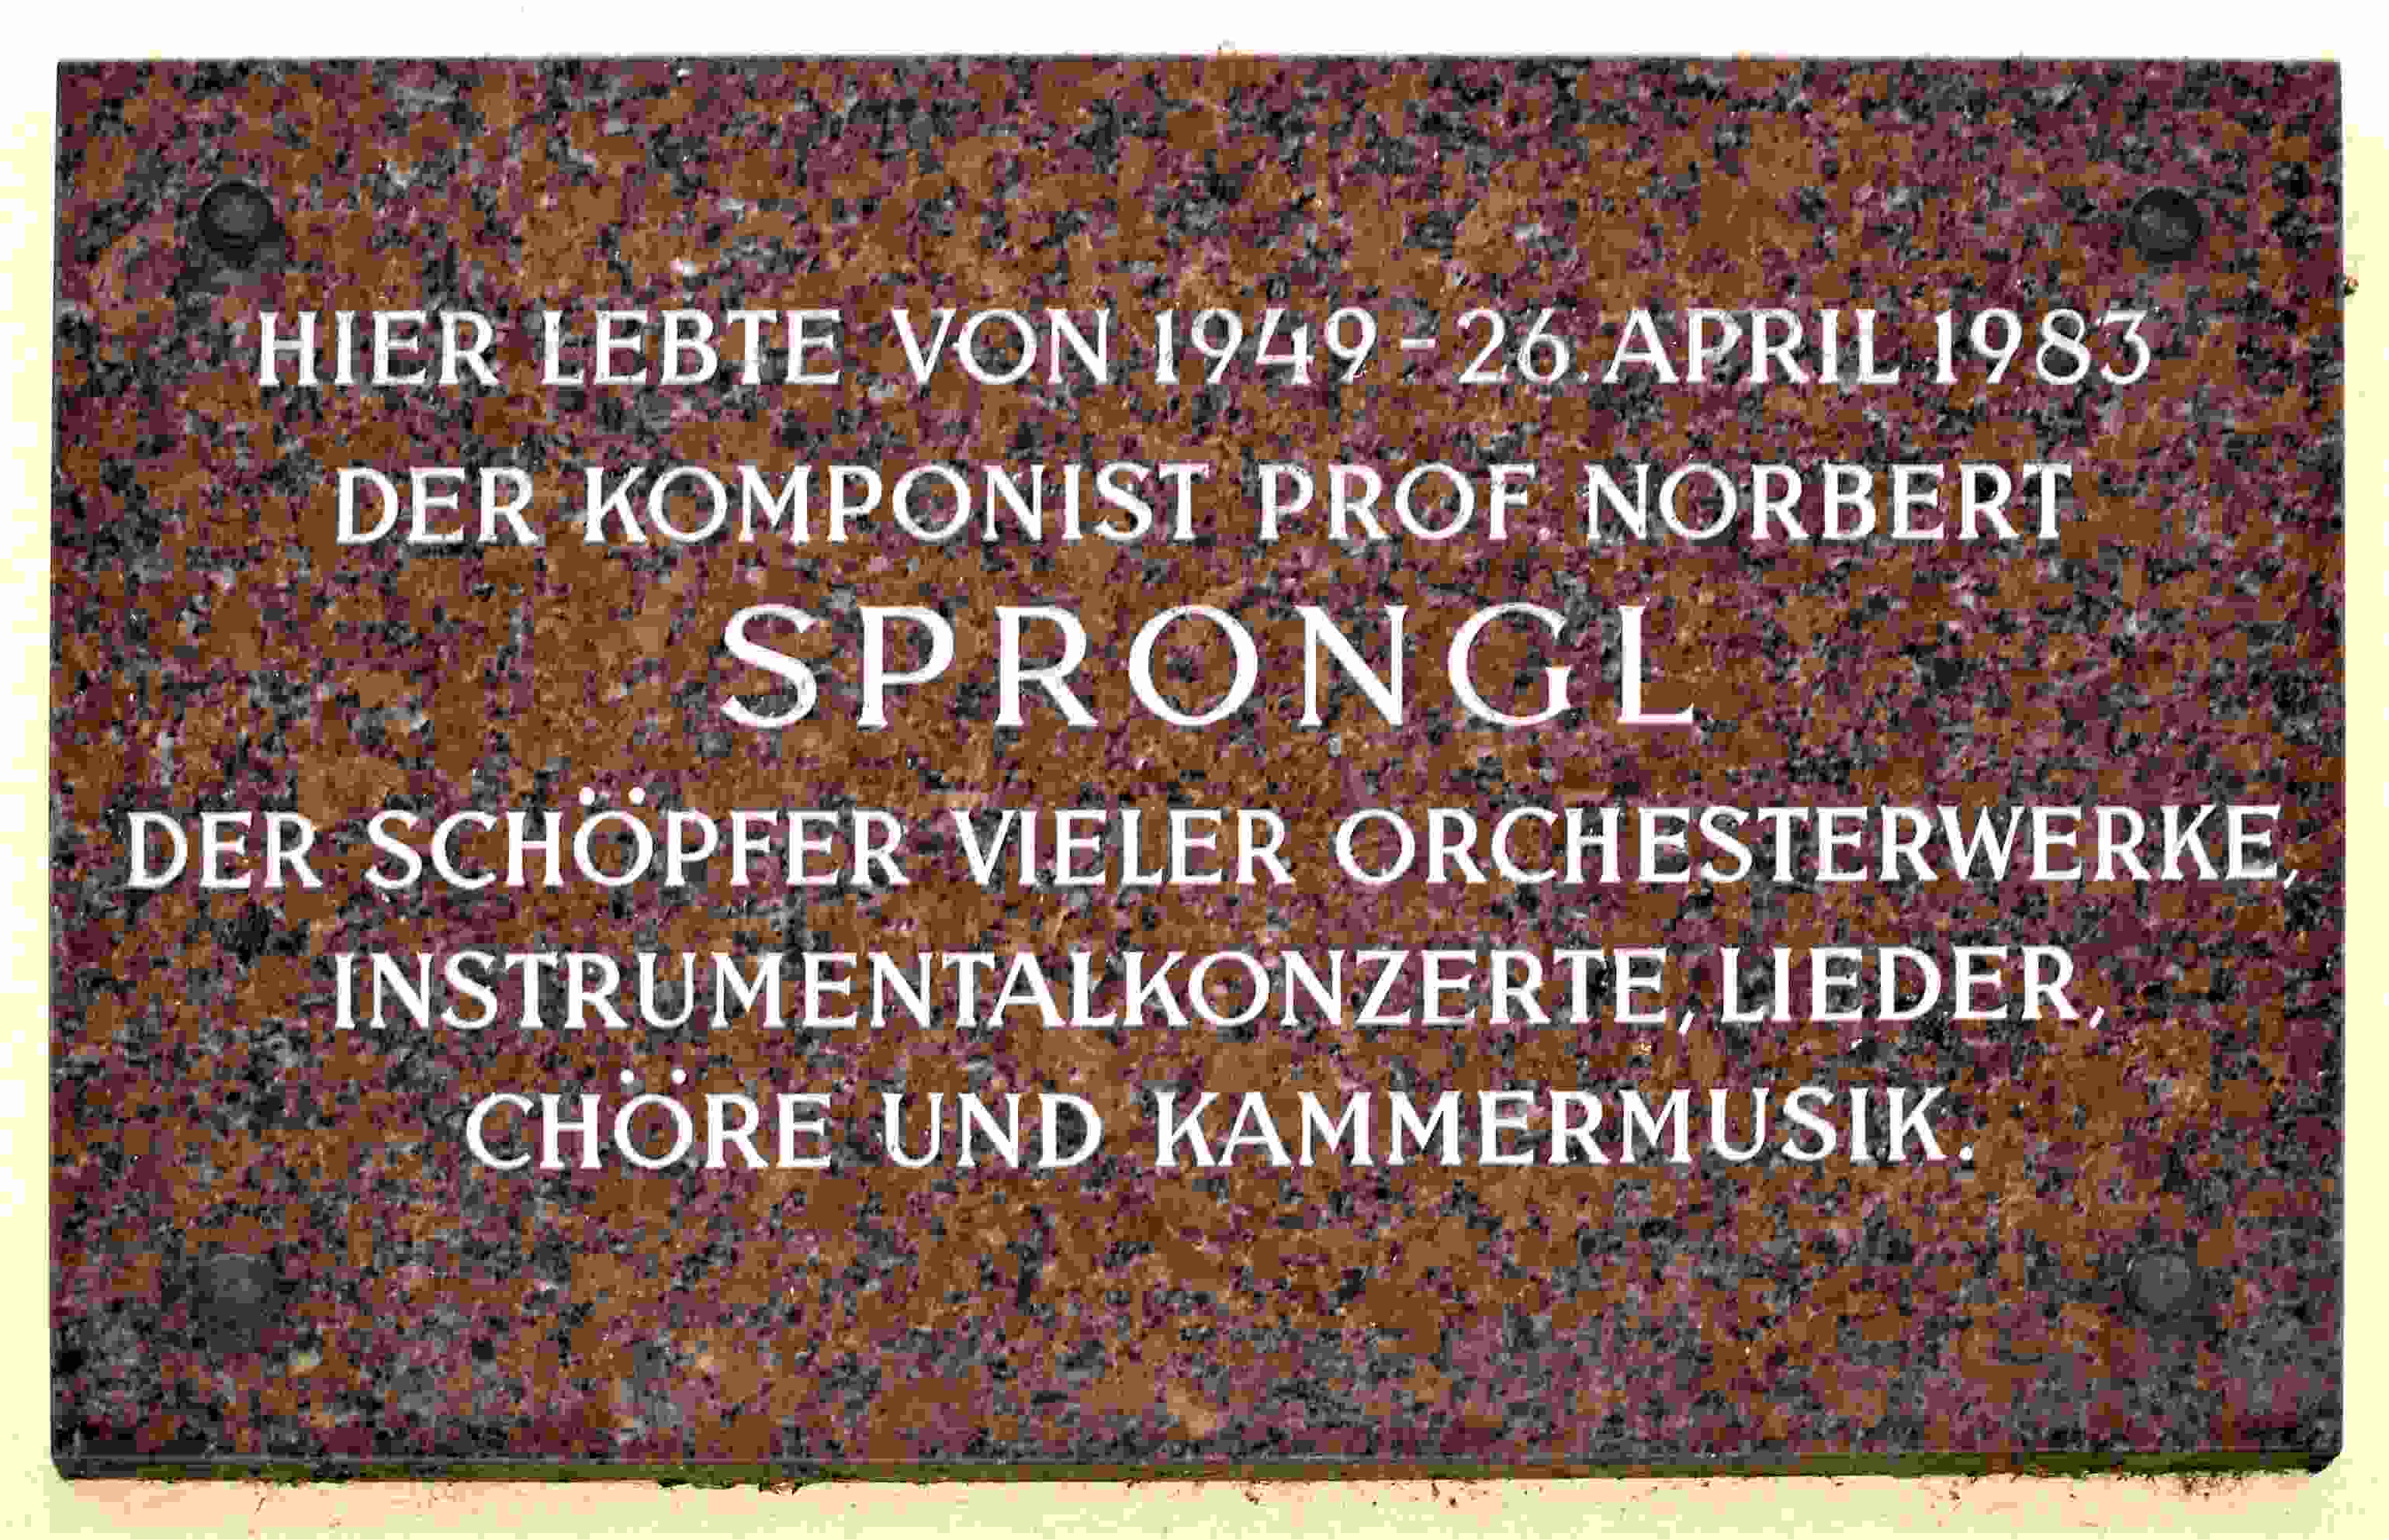 HIER LEBTE VON 1949-26. APRIL 1983
DER KOMPONIST PROF. NORBERT
SPRONGL
DER SCHÖPFER VIELER ORCHESTERWERKE,
INSTRUMENTALKONZERTE, LIEDER,
CHÖRE UND KAMMERMUSIK.